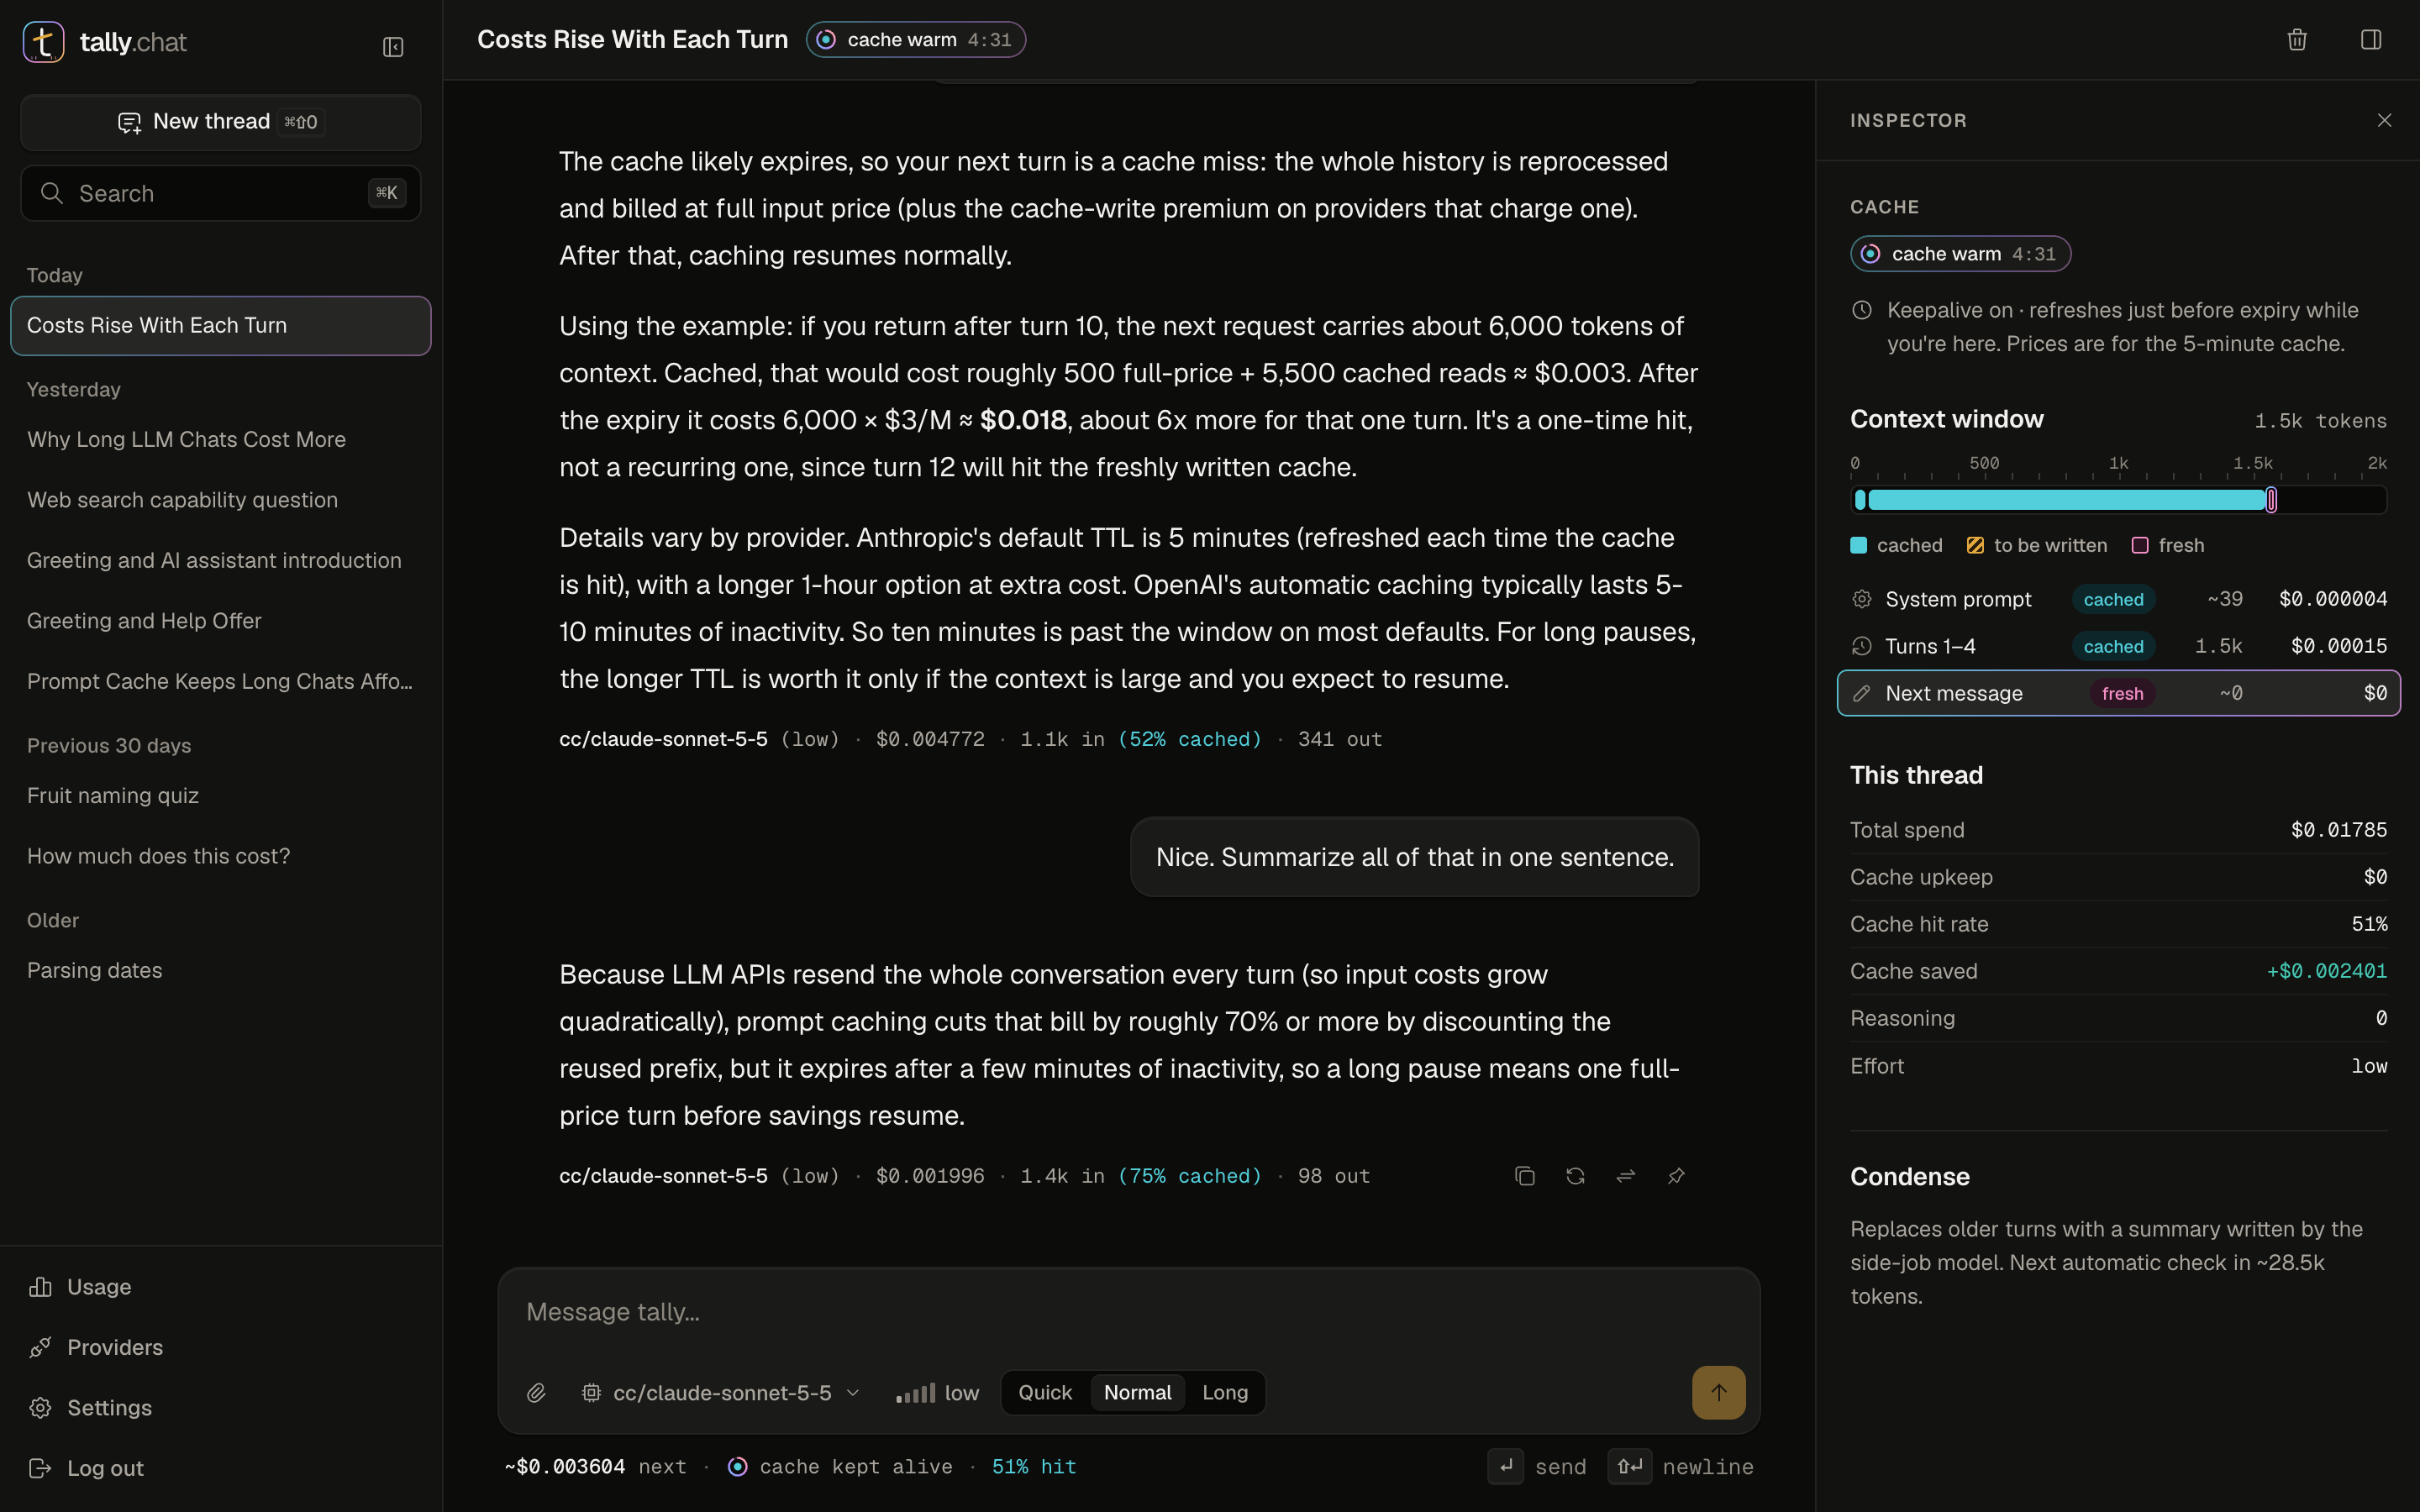 tally.chat
New thread ⌘⇧O
Search ⌘K
Today
Costs Rise With Each Turn
Yesterday
Why Long LLM Chats Cost More
Web search capability question
Greeting and AI assistant introduction
Greeting and Help Offer
Prompt Cache Keeps Long Chats Affo...
Previous 30 days
Fruit naming quiz
How much does this cost?
Older
Parsing dates
Usage
Providers
Settings
Log out
Costs Rise With Each Turn cache warm 4:31
The cache likely expires, so your next turn is a cache miss: the whole history is reprocessed
and billed at full input price (plus the cache-write premium on providers that charge one).
After that, caching resumes normally.
Using the example: if you return after turn 10, the next request carries about 6,000 tokens of
context. Cached, that would cost roughly 500 full-price + 5,500 cached reads ≈ $0.003. After
the expiry it costs 6,000 × $3/M ≈ $0.018, about 6x more for that one turn. It's a one-time hit,
not a recurring one, since turn 12 will hit the freshly written cache.
Details vary by provider. Anthropic's default TTL is 5 minutes (refreshed each time the cache
is hit), with a longer 1-hour option at extra cost. OpenAI's automatic caching typically lasts 5-
10 minutes of inactivity. So ten minutes is past the window on most defaults. For long pauses,
the longer TTL is worth it only if the context is large and you expect to resume.
cc/claude-sonnet-5-5 (low) · $0.004772 · 1.1k in (52% cached) · 341 out
Nice. Summarize all of that in one sentence.
Because LLM APIs resend the whole conversation every turn (so input costs grow
quadratically), prompt caching cuts that bill by roughly 70% or more by discounting the
reused prefix, but it expires after a few minutes of inactivity, so a long pause means one full-
price turn before savings resume.
cc/claude-sonnet-5-5 (low) · $0.001996 · 1.4k in (75% cached) · 98 out
Message tally...
cc/claude-sonnet-5-5 low Quick Normal Long
~$0.003604 next · cache kept alive · 51% hit
↵ send ⇧↵ newline
INSPECTOR
CACHE
cache warm 4:31
Keepalive on · refreshes just before expiry while
you're here. Prices are for the 5-minute cache.
Context window 1.5k tokens
0 500 1k 1.5k 2k
cached to be written fresh
System prompt cached ~39 $0.000004
Turns 1–4 cached 1.5k $0.00015
Next message fresh ~0 $0
This thread
Total spend $0.01785
Cache upkeep $0
Cache hit rate 51%
Cache saved +$0.002401
Reasoning 0
Effort low
Condense
Replaces older turns with a summary written by the
side-job model. Next automatic check in ~28.5k
tokens.